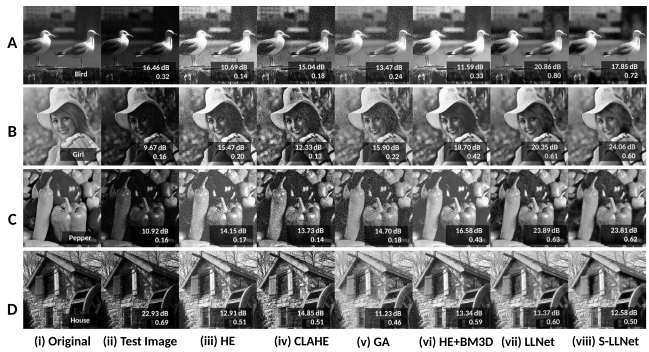 A
Bird
16.46 dB
0.32
10.69 dB
0.14
15.04 dB
0.18
13.47 dB
0.24
11.59 dB
0.33
20.86 dB
0.80
17.85 dB
0.72
B
Girl
9.67 dB
0.16
15.47 dB
0.20
12.33 dB
0.13
15.90 dB
0.22
18.70 dB
0.42
20.35 dB
0.61
24.06 dB
0.60
C
Pepper
10.92 dB
0.16
14.15 dB
0.17
13.73 dB
0.14
14.70 dB
0.18
16.58 dB
0.43
23.89 dB
0.63
23.81 dB
0.62
D
House
22.93 dB
0.69
12.91 dB
0.51
14.85 dB
0.51
11.23 dB
0.46
13.34 dB
0.59
13.37 dB
0.60
12.58 dB
0.50
(i) Original (ii) Test Image (iii) HE (iv) CLAHE (v) GA (vi) HE+BM3D (vii) LLNet (viii) S-LLNet